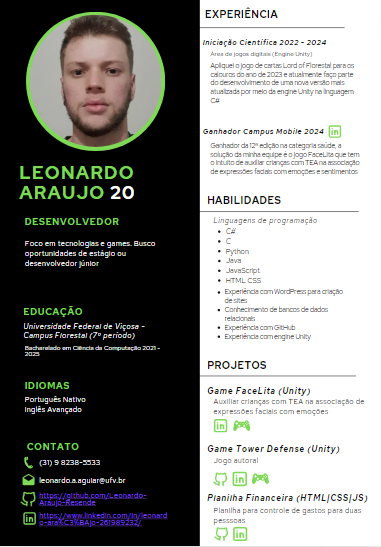 LEONARDO
ARAUJO 20
DESENVOLVEDOR
Foco em tecnologias e games. Busco
oportunidades de estágio ou
desenvolvedor júnior
EDUCAÇÃO
Universidade Federal de Viçosa -
Campus Florestal (7º período)
Bacharelado em Ciência da Computação 2021 -
2025
IDIOMAS
Português Nativo
Inglês Avançado
CONTATO
(31) 9 8238-5533
leonardo.a.aguiar@ufv.br
https://github.com/Leonardo-
Araujo-Resende
https://www.linkedin.com/in/leonard
o-ara%C3%BAjo-261989232/
EXPERIÊNCIA
Iniciação Científica 2022 - 2024
Área de jogos digitais (Engine Unity)
Apliquei o jogo de cartas Lord of Florestal para os
calouros do ano de 2023 e atualmente faço parte
do desenvolvimento de uma nova versão mais
atualizada por meio da engine Unity na linguagem
C#
Ganhador Campus Mobile 2024
Ganhador da 12ª edição na categoria saúde, a
solução da minha equipe é o jogo FaceLita que tem
o intuito de auxiliar crianças com TEA na associação
de expressões faciais com emoções e sentimentos
HABILIDADES
Linguagens de programação
C#
C
Python
Java
JavaScript
HTML CSS
Experiência com WordPress para criação
de sites
Conhecimento de bancos de dados
relacionais
Experiência com GitHub
Experiência com engine Unity
PROJETOS
Game FaceLita (Unity)
Auxiliar crianças com TEA na associação de
expressões faciais com emoções
Game Tower Defense (Unity)
Jogo autoral
Planilha Financeira (HTML|CSS|JS)
Planilha para controle de gastos para duas
pesssoas